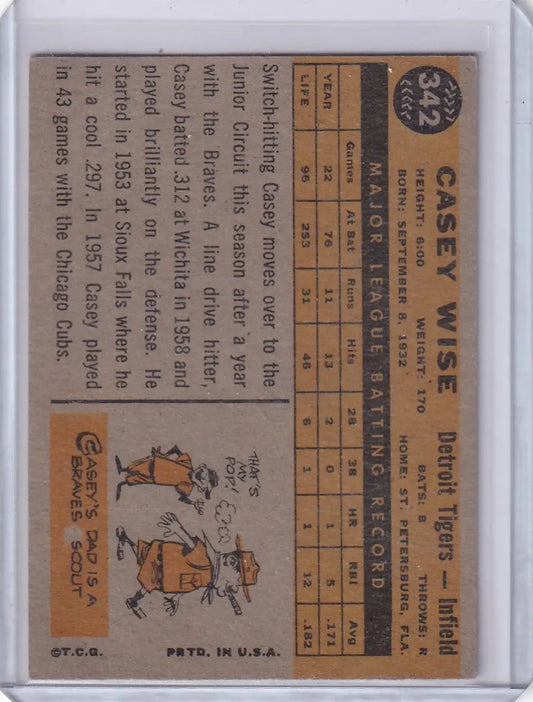 342
CASEY WISE Detroit Tigers — Infield
HEIGHT: 6:00 WEIGHT: 170 BATS: B THROWS: R
BORN: SEPTEMBER 8, 1932 HOME: ST. PETERSBURG, FLA.
MAJOR LEAGUE BATTING RECORD
Games At Bat Runs Hits 2B 3B HR RBI Avg
YEAR 22 76 11 13 2 0 1 5 .171
LIFE 95 253 31 46 6 1 1 12 .182
Switch-hitting Casey moves over to the
Junior Circuit this season after a year
with the Braves. A line drive hitter,
Casey batted .312 at Wichita in 1958 and
played brilliantly on the defense. He
started in 1953 at Sioux Falls where he
hit a cool .297. In 1957 Casey played
in 43 games with the Chicago Cubs.
THAT'S
MY
POP!
CASEY'S DAD IS A
BRAVES SCOUT
©T.C.G. PRTD. IN U.S.A.